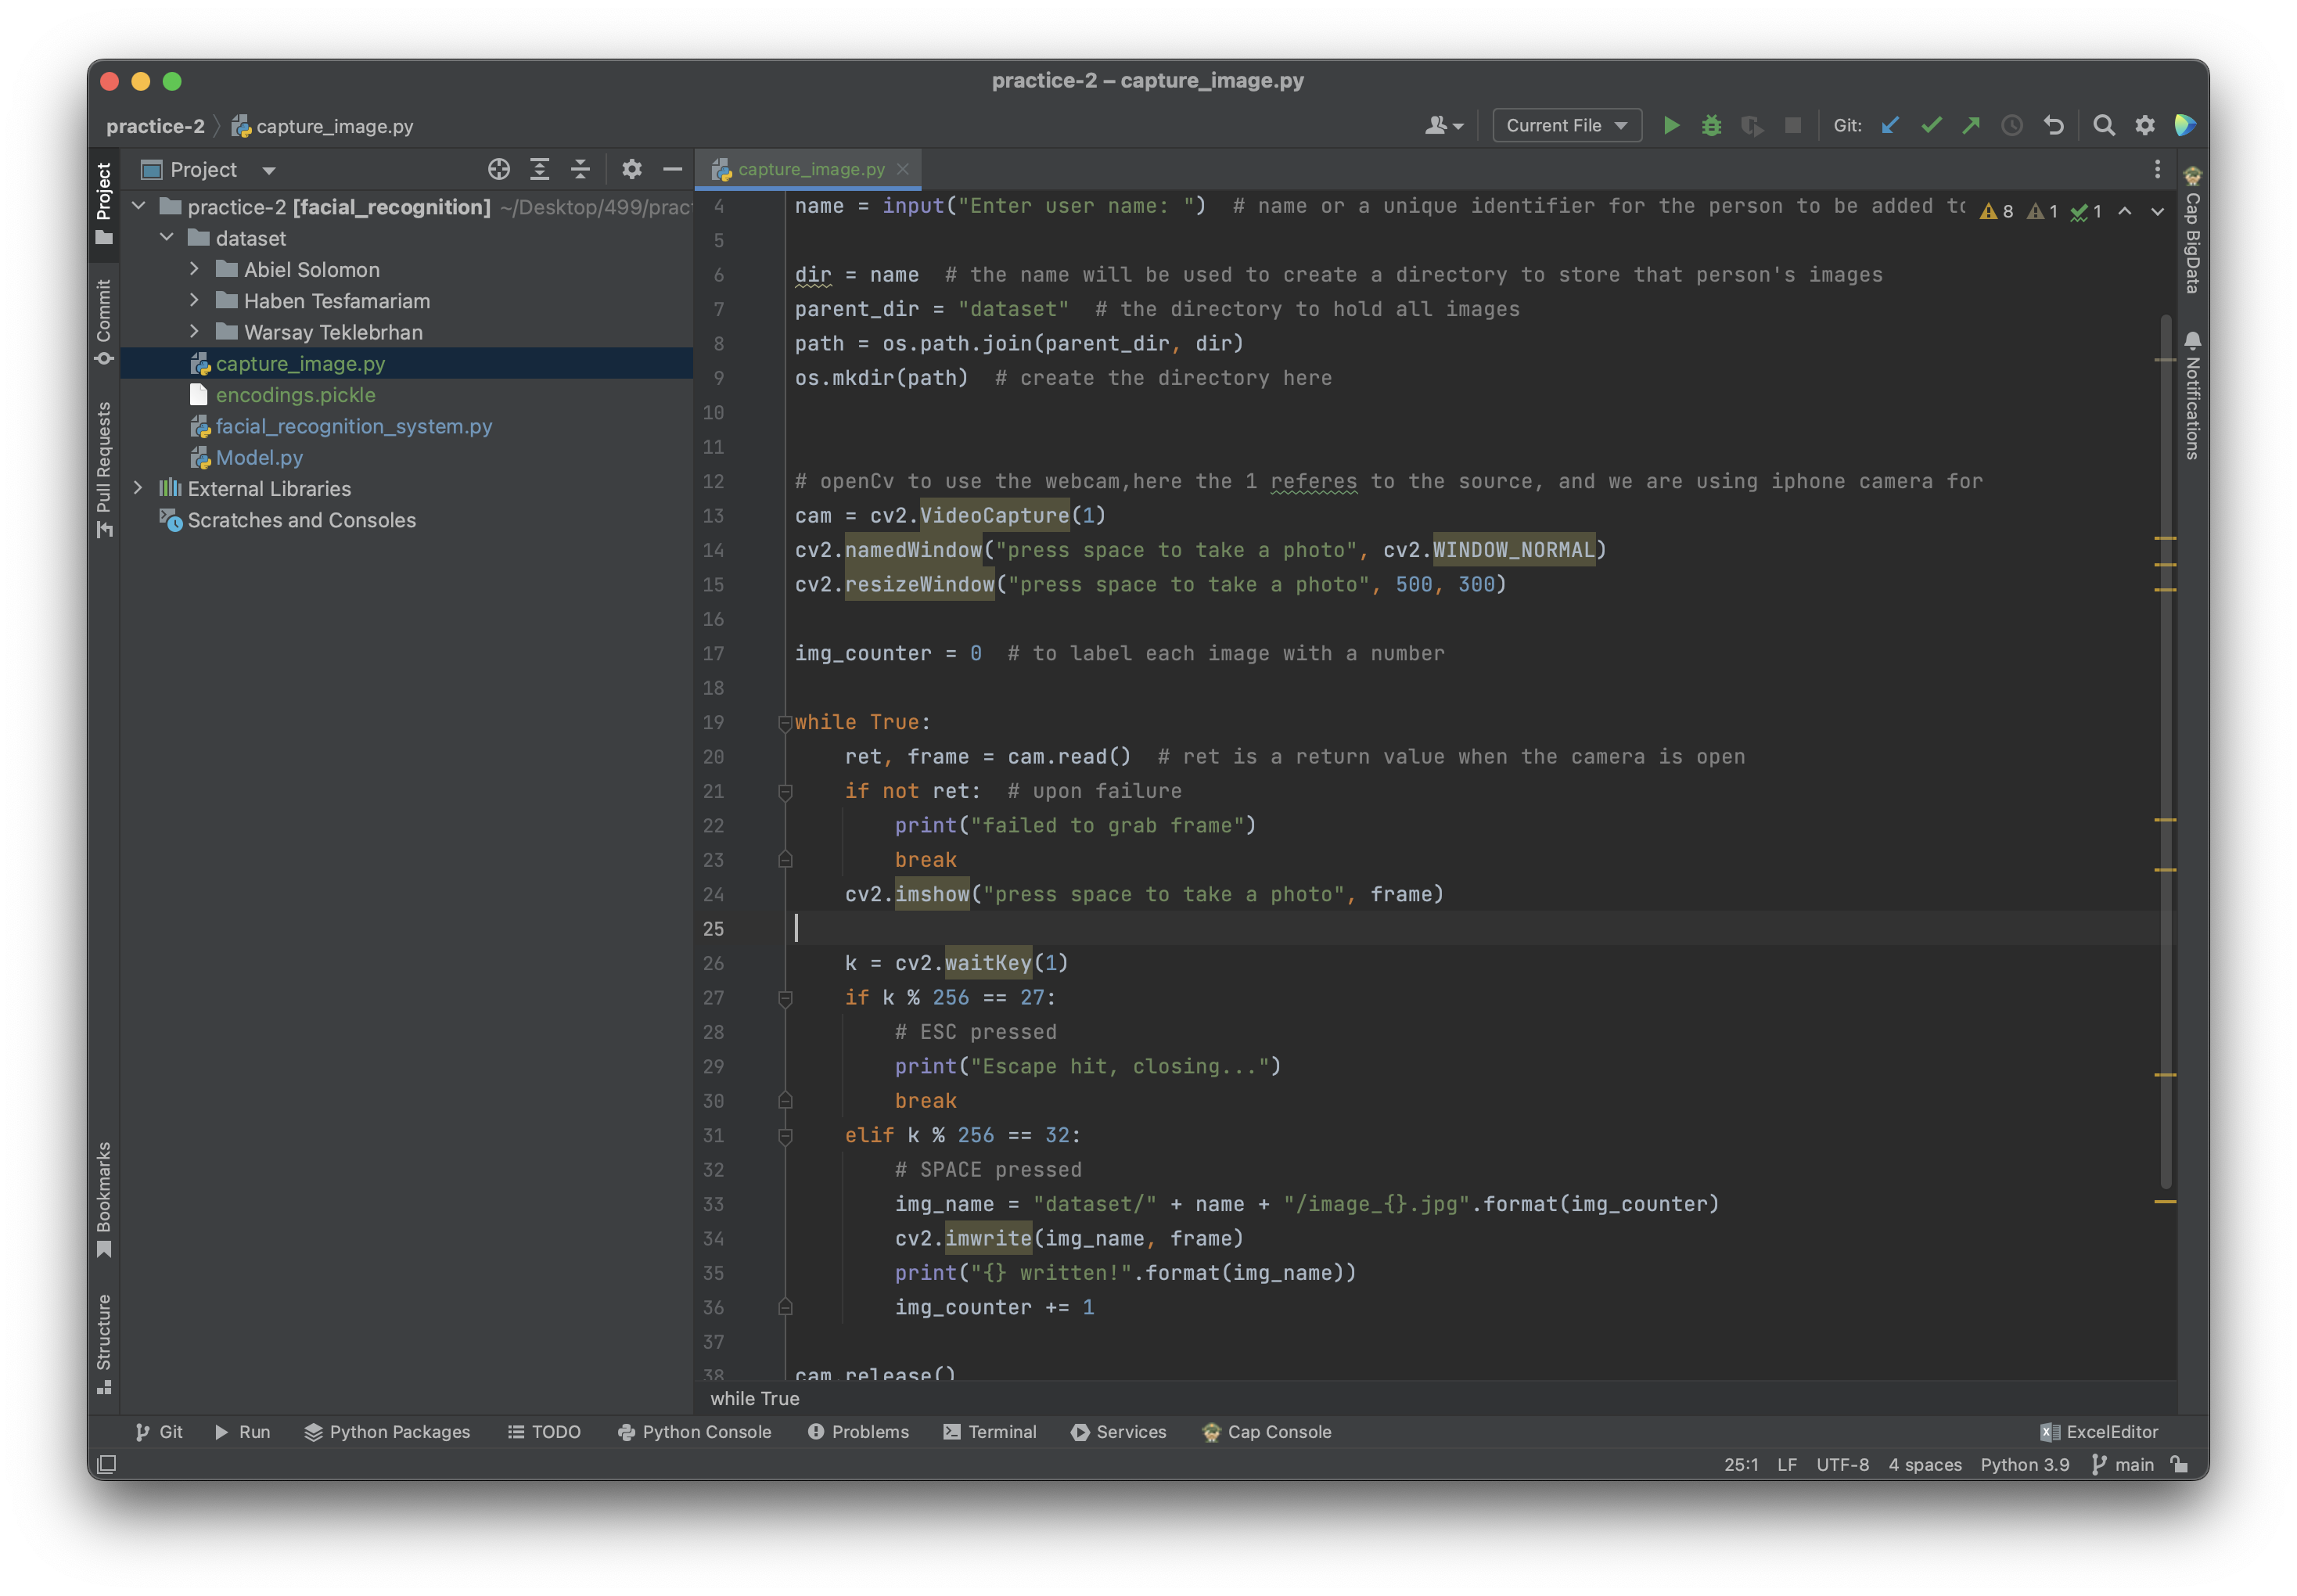 practice-2 – capture_image.py
practice-2 capture_image.py
Current File
Git:
Project
capture_image.py
Project
Commit
Pull Requests
Bookmarks
Structure
practice-2 [facial_recognition] ~/Desktop/499/prac
dataset
Abiel Solomon
Haben Tesfamariam
Warsay Teklebrhan
capture_image.py
encodings.pickle
facial_recognition_system.py
Model.py
External Libraries
Scratches and Consoles
8 1 1
4 name = input("Enter user name: ")  # name or a unique identifier for the person to be added to
5
6 dir = name  # the name will be used to create a directory to store that person's images
7 parent_dir = "dataset"  # the directory to hold all images
8 path = os.path.join(parent_dir, dir)
9 os.mkdir(path)  # create the directory here
10
11
12 # openCv to use the webcam,here the 1 referes to the source, and we are using iphone camera for
13 cam = cv2.VideoCapture(1)
14 cv2.namedWindow("press space to take a photo", cv2.WINDOW_NORMAL)
15 cv2.resizeWindow("press space to take a photo", 500, 300)
16
17 img_counter = 0  # to label each image with a number
18
19 while True:
20     ret, frame = cam.read()  # ret is a return value when the camera is open
21     if not ret:  # upon failure
22         print("failed to grab frame")
23         break
24     cv2.imshow("press space to take a photo", frame)
25
26     k = cv2.waitKey(1)
27     if k % 256 == 27:
28         # ESC pressed
29         print("Escape hit, closing...")
30         break
31     elif k % 256 == 32:
32         # SPACE pressed
33         img_name = "dataset/" + name + "/image_{}.jpg".format(img_counter)
34         cv2.imwrite(img_name, frame)
35         print("{} written!".format(img_name))
36         img_counter += 1
37
38 cam.release()
while True
Cap BigData
Notifications
Git Run Python Packages TODO Python Console Problems Terminal Services Cap Console ExcelEditor
25:1 LF UTF-8 4 spaces Python 3.9 main